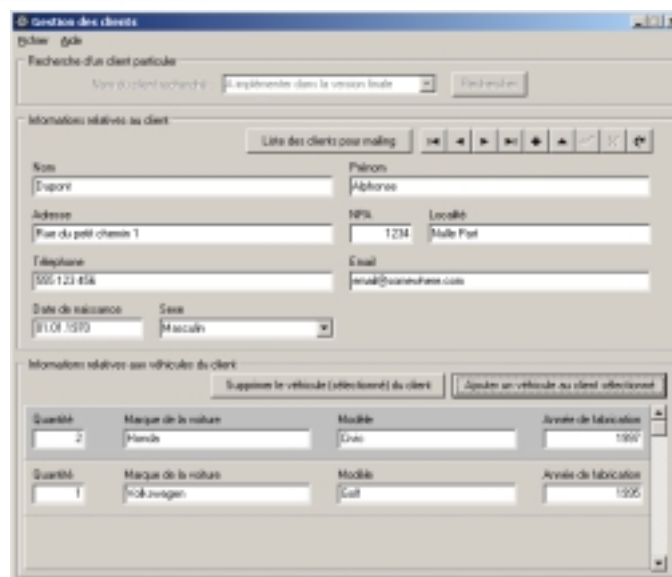 Gestion des clients
Fichier Aide
Recherche d'un client particulier
Nom du client recherché : A implémenter dans la version finale Rechercher
Informations relatives au client
Liste des clients pour mailing
Nom Prénom
Dupont Alphonse
Adresse NPA Localité
Rue du petit chemin 1 1234 Nulle Part
Téléphone Email
555 123 456 email@somewhere.com
Date de naissance Sexe
01.01.1970 Masculin
Informations relatives aux véhicules du client
Supprimer le véhicule (sélectionné) du client Ajouter un véhicule au client sélectionné
Quantité Marque de la voiture Modèle Année de fabrication
2 Honda Civic 1997
Quantité Marque de la voiture Modèle Année de fabrication
1 Volkswagen Golf 1995